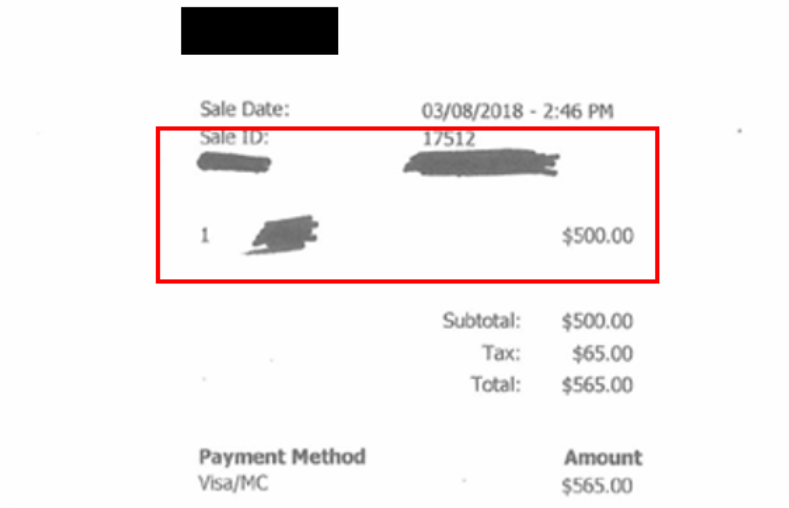 Sale Date: 03/08/2018 - 2:46 PM
Sale ID: 17512
1 $500.00
Subtotal: $500.00
Tax: $65.00
Total: $565.00
Payment Method Amount
Visa/MC $565.00